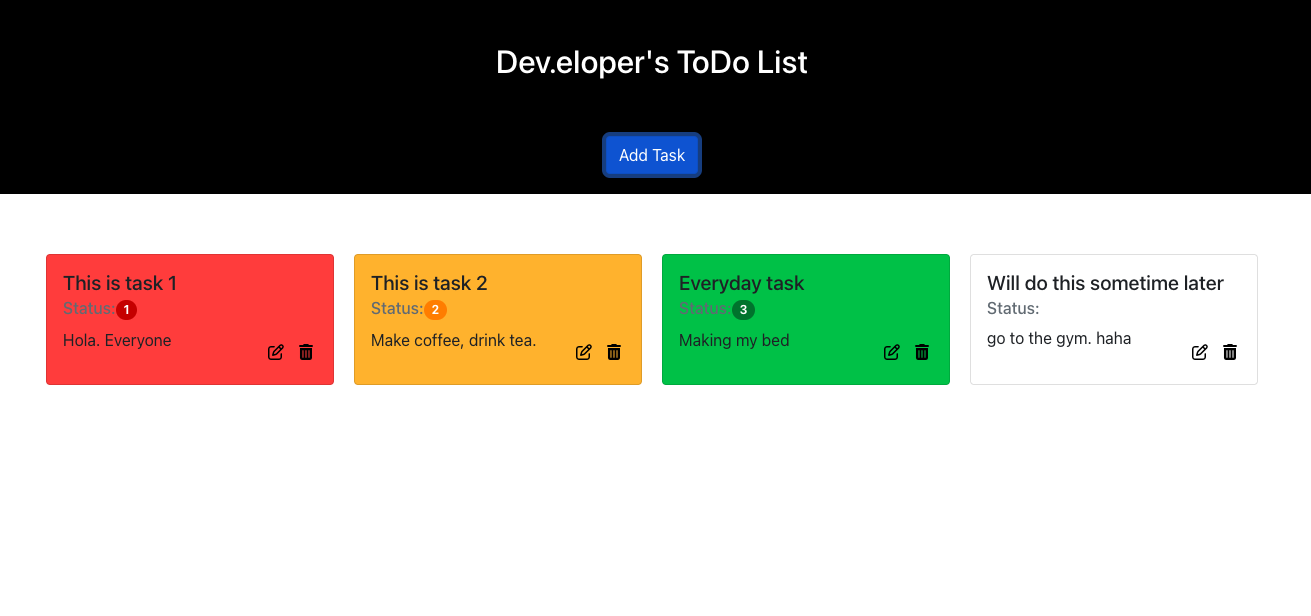 Dev.eloper's ToDo List
Add Task
This is task 1
Status: 1
Hola. Everyone
This is task 2
Status: 2
Make coffee, drink tea.
Everyday task
Status: 3
Making my bed
Will do this sometime later
Status:
go to the gym. haha